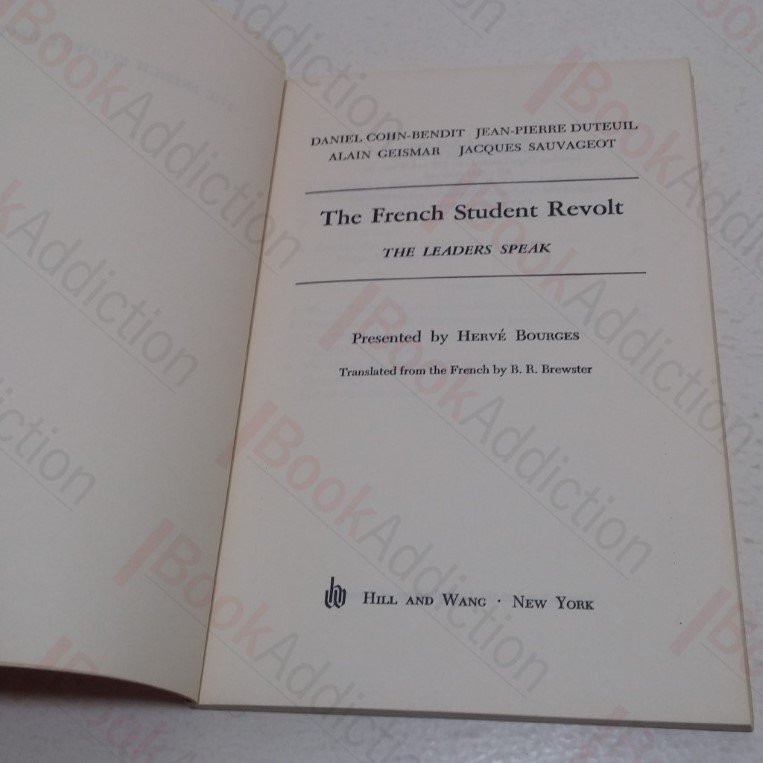 DANIEL COHN-BENDIT JEAN-PIERRE DUTEUIL
ALAIN GEISMAR JACQUES SAUVAGEOT
The French Student Revolt
THE LEADERS SPEAK
Presented by HERVÉ BOURGES
Translated from the French by B. R. Brewster
HILL AND WANG · NEW YORK
BookAddiction